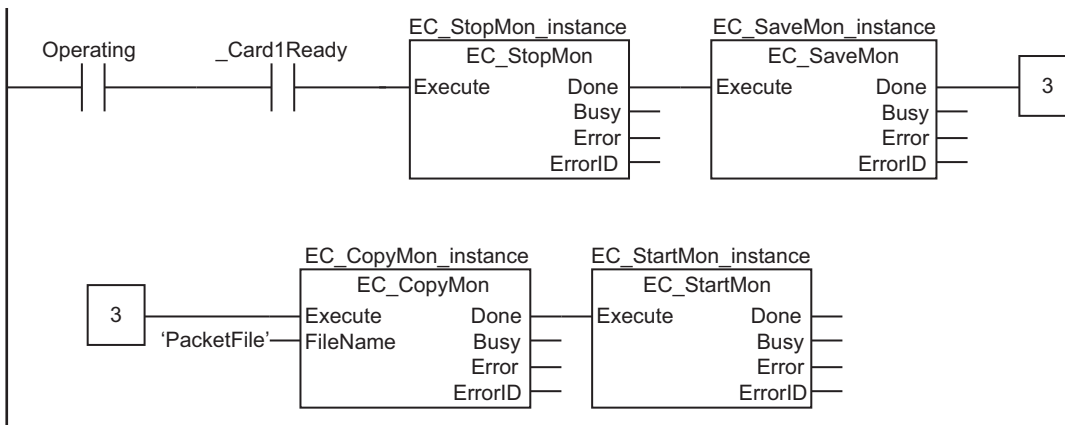 EC_StopMon_instance EC_SaveMon_instance
Operating _Card1Ready EC_StopMon EC_SaveMon
Execute Done Execute Done 3
Busy Busy
Error Error
ErrorID ErrorID
EC_CopyMon_instance EC_StartMon_instance
EC_CopyMon EC_StartMon
3 Execute Done Execute Done
‘PacketFile’ FileName Busy Busy
Error Error
ErrorID ErrorID